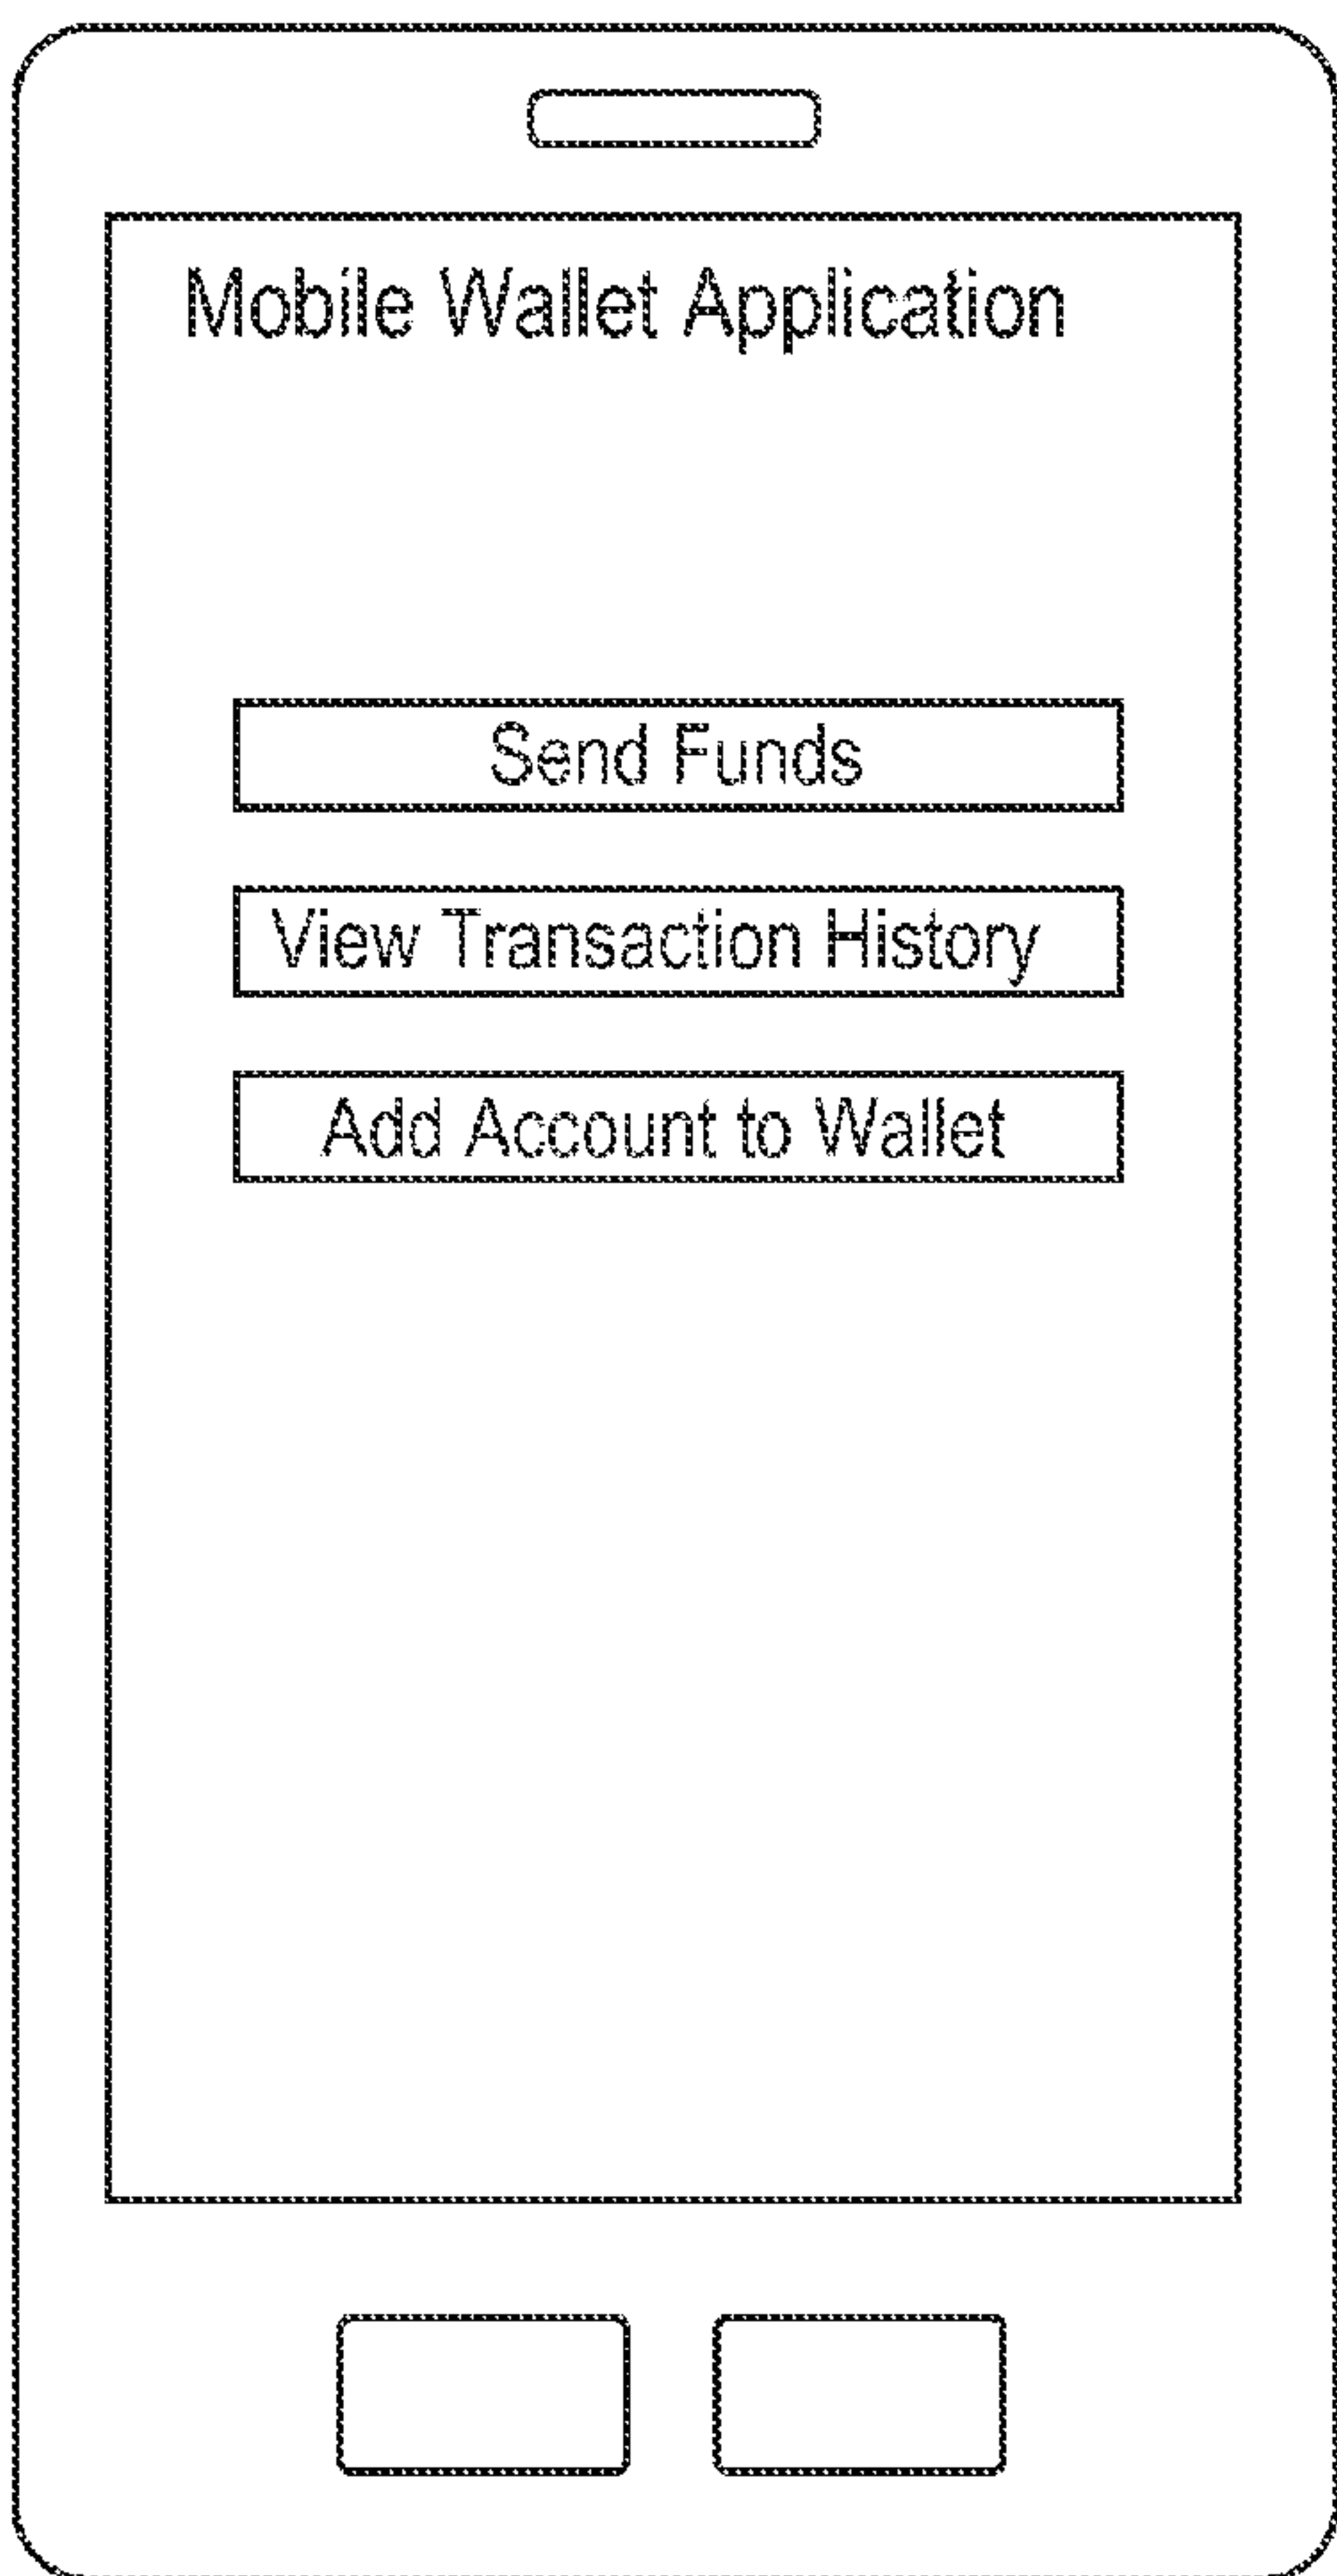 Mobile Wallet Application
Send Funds
View Transaction History
Add Account to Wallet